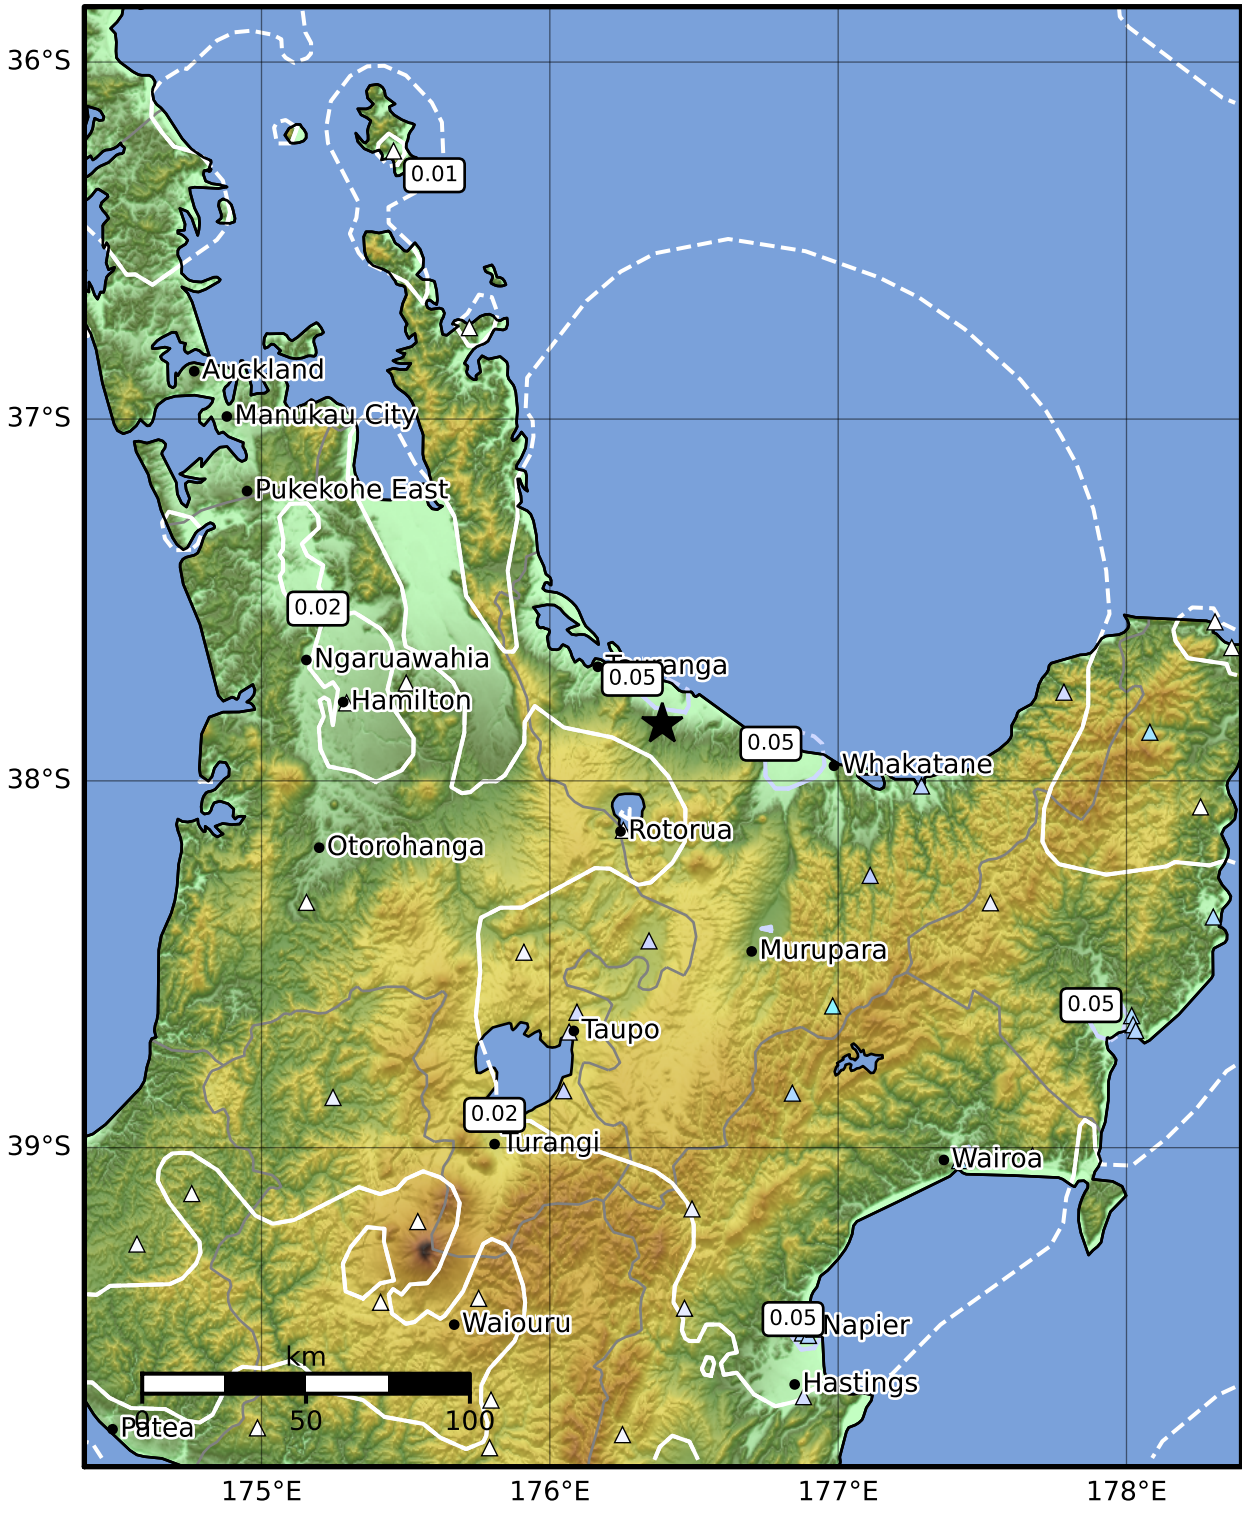 36°S
0.01
Auckland
37°S
Manukau City
Pukekohe East
0.02
Ngaruawahia
Tauranga
0.05
Hamilton
0.05
Whakatane
38°S
Rotorua
Otorohanga
Murupara
0.05
Taupo
0.02
Turangi
39°S
Wairoa
0.05
Napier
Waiouru
km
Hastings
0
50
100
Patea
175°E
176°E
177°E
178°E